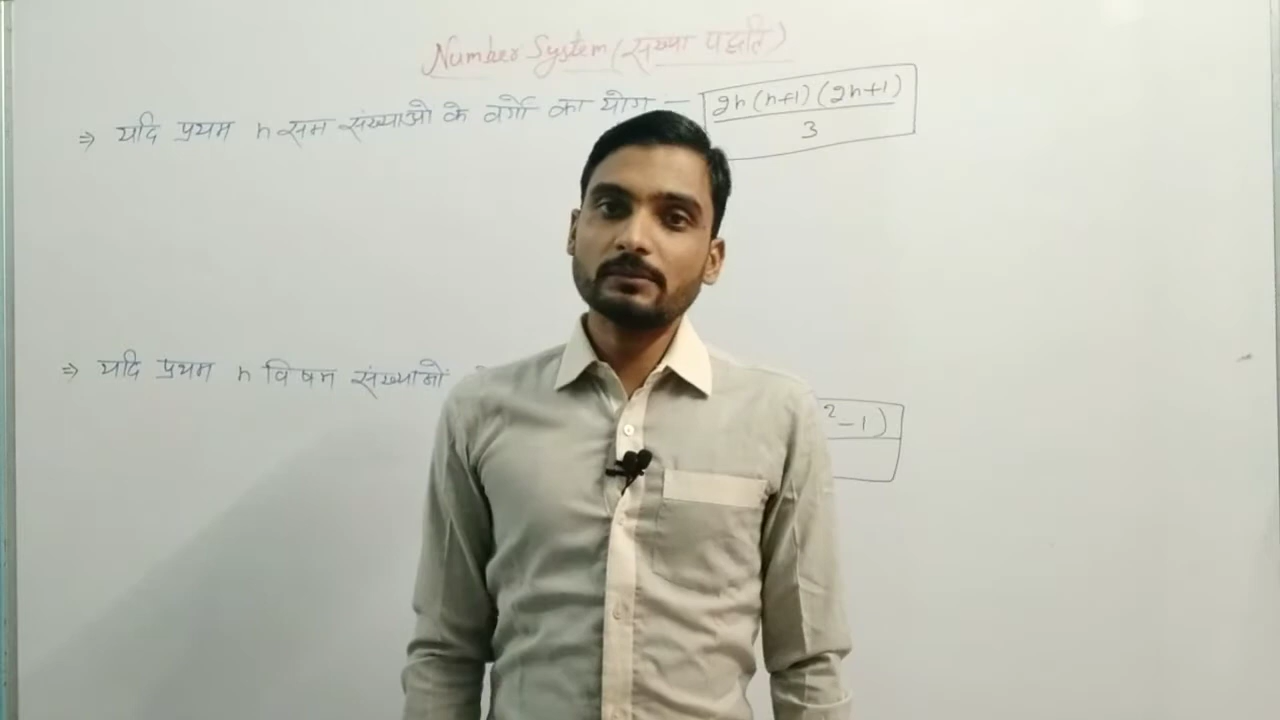 Number System (संख्या पद्धति)
⇒ यदि प्रथम n सम संख्याओ के वर्गो का योग - 2n(n+1)(2n+1)
3
⇒ यदि प्रथम n विषम संख्याओं
² - 1)